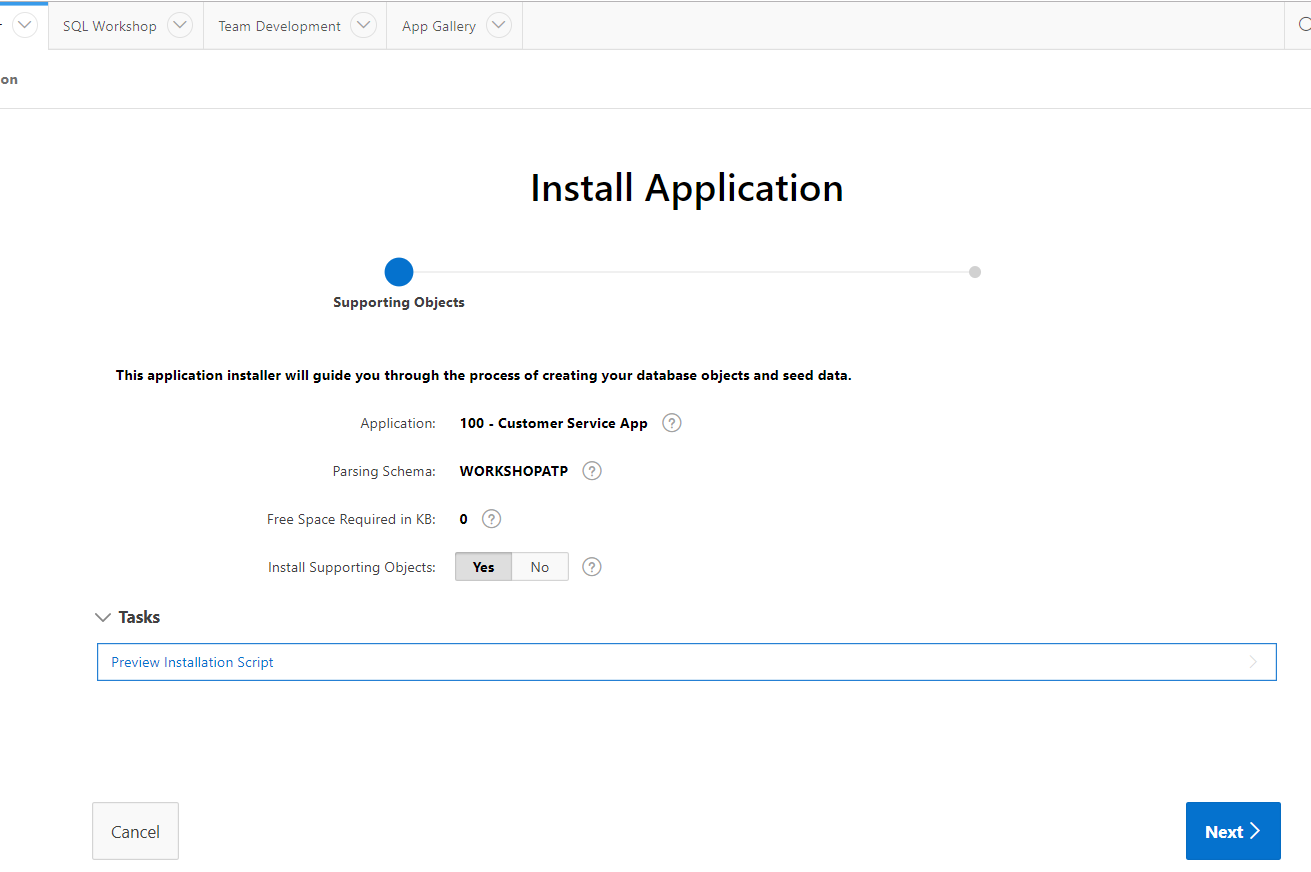 SQL Workshop Team Development App Gallery
on
Install Application
Supporting Objects
This application installer will guide you through the process of creating your database objects and seed data.
Application: 100 - Customer Service App ?
Parsing Schema: WORKSHOPATP ?
Free Space Required in KB: 0 ?
Install Supporting Objects: Yes No ?
Tasks
Preview Installation Script
Cancel Next